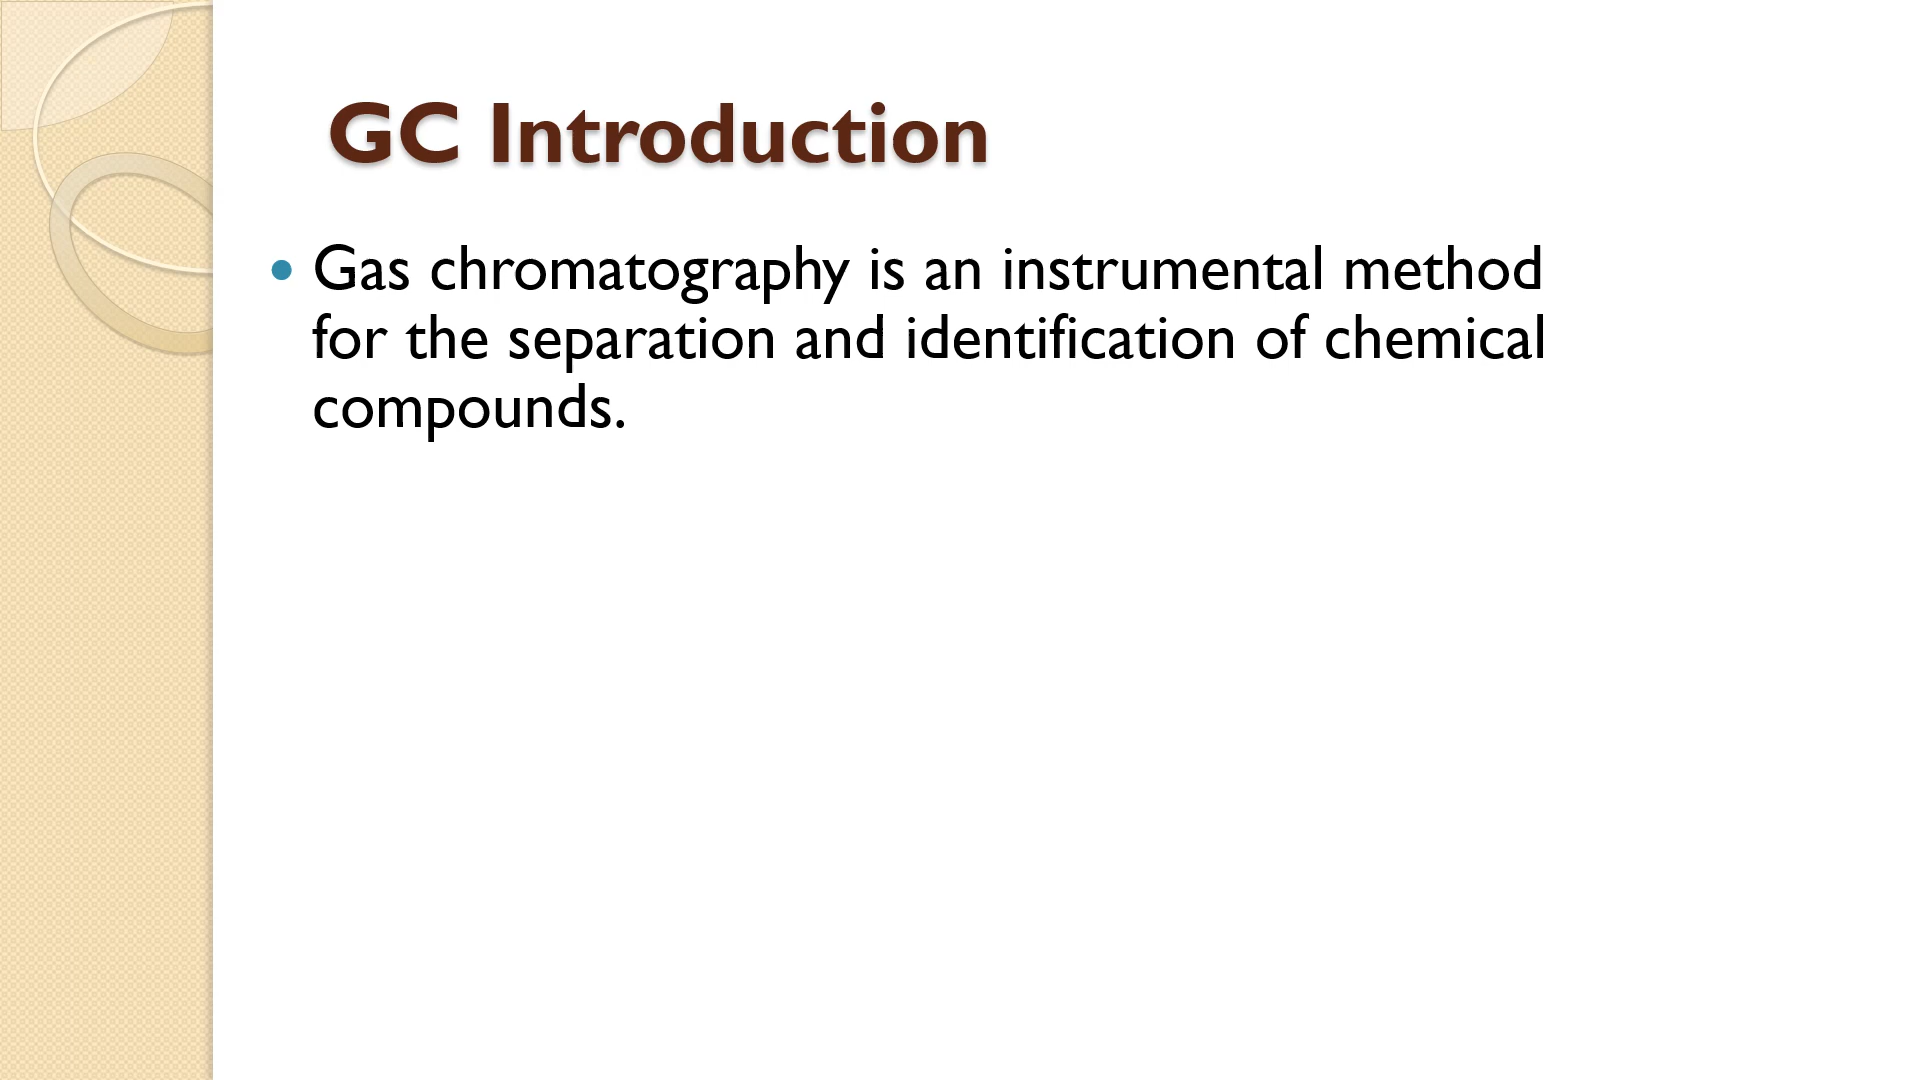 GC Introduction
• Gas chromatography is an instrumental method
for the separation and identification of chemical
compounds.